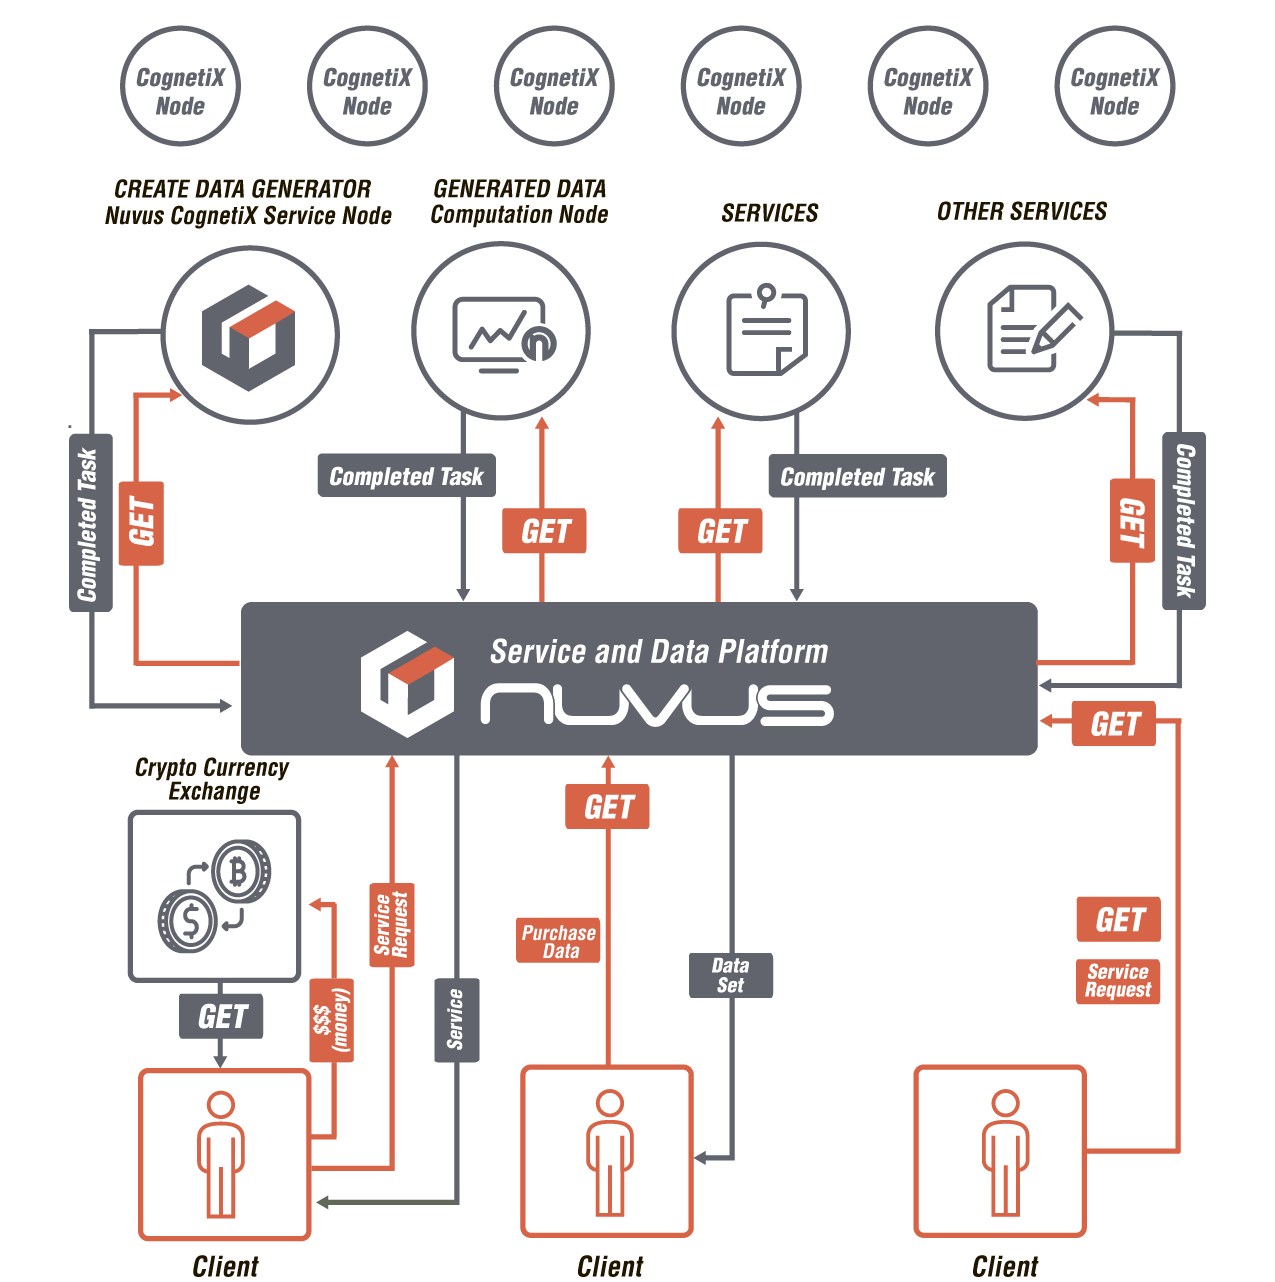 CognetiX
Node
CognetiX
Node
CognetiX
Node
CognetiX
Node
CognetiX
Node
CognetiX
Node
CREATE DATA GENERATOR
Nuvus CognetiX Service Node
GENERATED DATA
Computation Node
SERVICES
OTHER SERVICES
Completed Task
GET
Completed Task
GET
GET
Completed Task
GET
Completed Task
Service and Data Platform
nuvus
GET
Crypto Currency
Exchange
GET
Service
Request
Purchase
Data
Data
Set
GET
Service
Request
GET
$$$
(money)
Service
Client
Client
Client